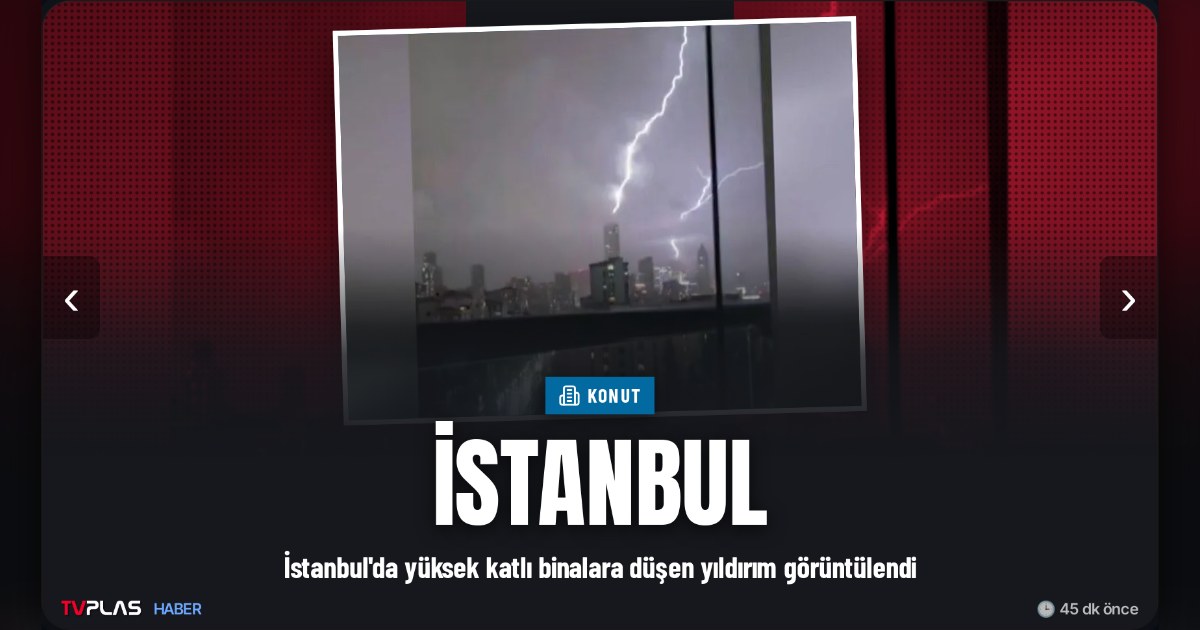 KONUT
İSTANBUL
İstanbul'da yüksek katlı binalara düşen yıldırım görüntülendi
TVPLAS HABER
45 dk önce